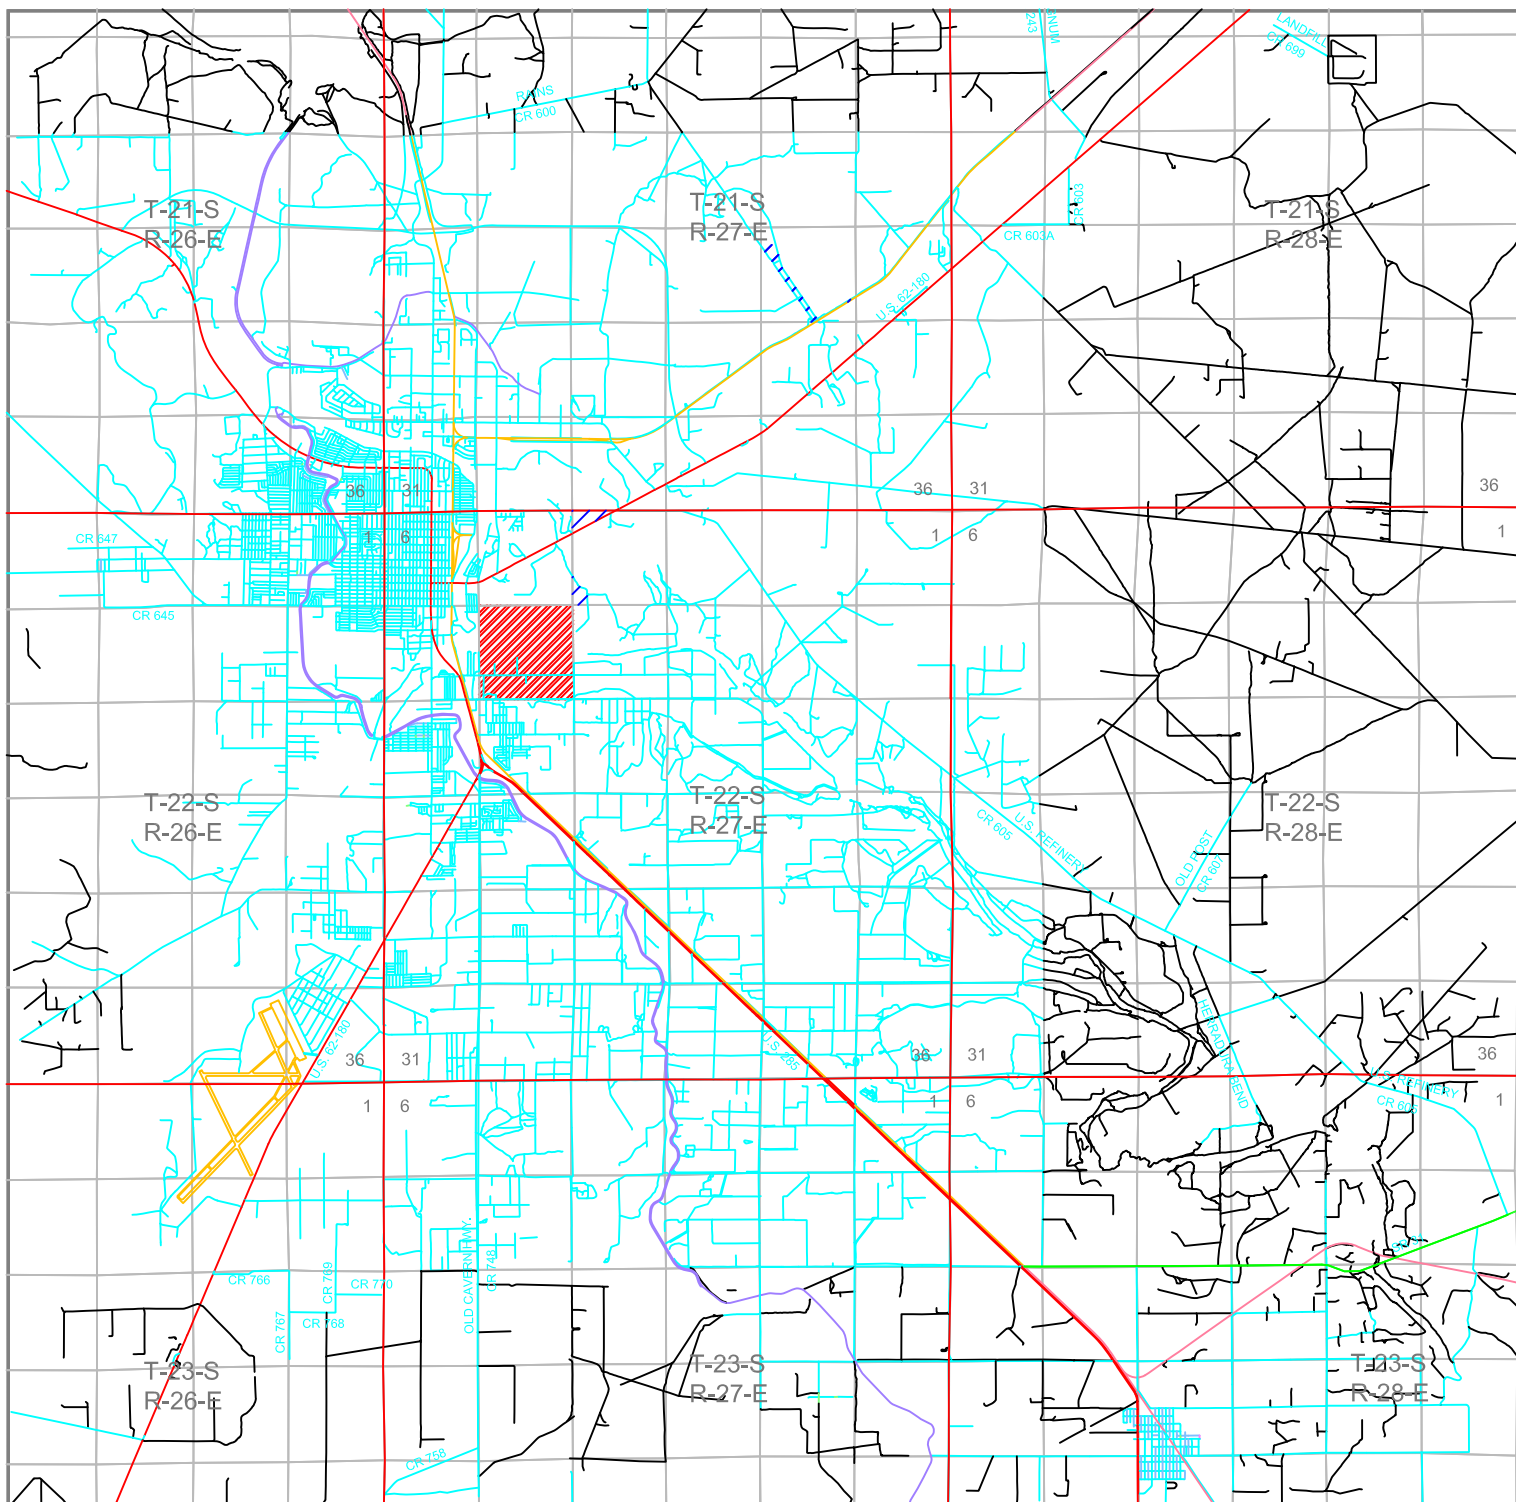 GNUM
243
LANDFILL
CR 699
RAINS
CR 600
T-21-S
R-26-E
T-21-S
R-27-E
CR 603
T-21-S
R-28-E
CR 603A
U.S. 62-180
36
31
36
31
36
1
6
1
6
1
CR 647
CR 645
T-22-S
R-26-E
T-22-S
R-27-E
T-22-S
R-28-E
U.S. REFINERY
CR 605
OLD POST
CR 607
HERRADURA BEND
U.S. 62-180
U.S. 285
36
31
36
31
36
1
6
1
6
1
U.S. REFINERY
CR 605
OLD CAVERN HWY.
CR 748
CR 766
CR 769
CR 770
CR 767
CR 768
T-23-S
R-26-E
T-23-S
R-27-E
T-23-S
R-28-E
CR 758